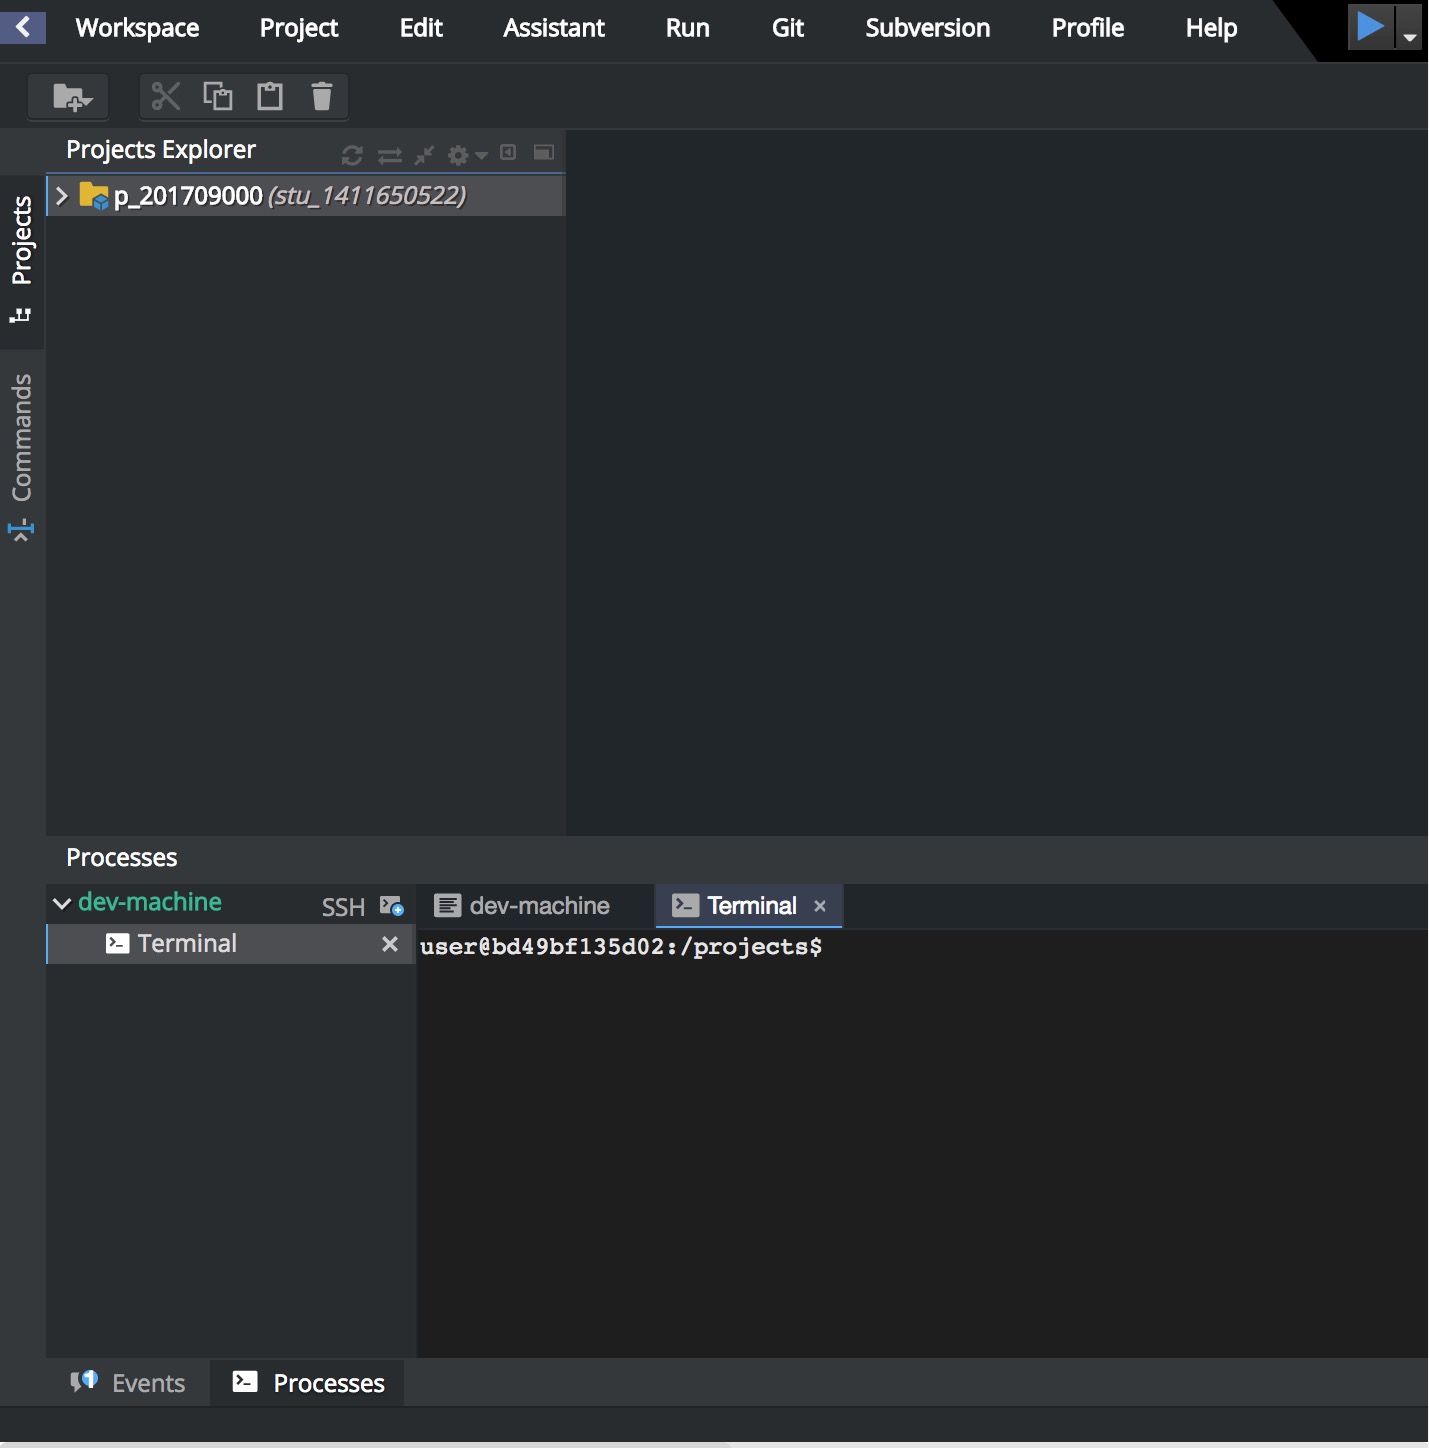 Workspace Project Edit Assistant Run Git Subversion Profile Help
Projects Explorer
p_201709000 (stu_1411650522)
Projects
Commands
Processes
dev-machine SSH
Terminal
dev-machine Terminal
user@bd49bf135d02:/projects$
1 Events Processes